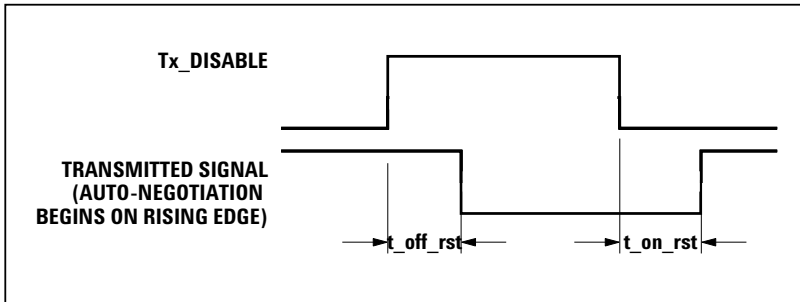 Tx_DISABLE
TRANSMITTED SIGNAL
(AUTO-NEGOTIATION
BEGINS ON RISING EDGE)
t_off_rst
t_on_rst